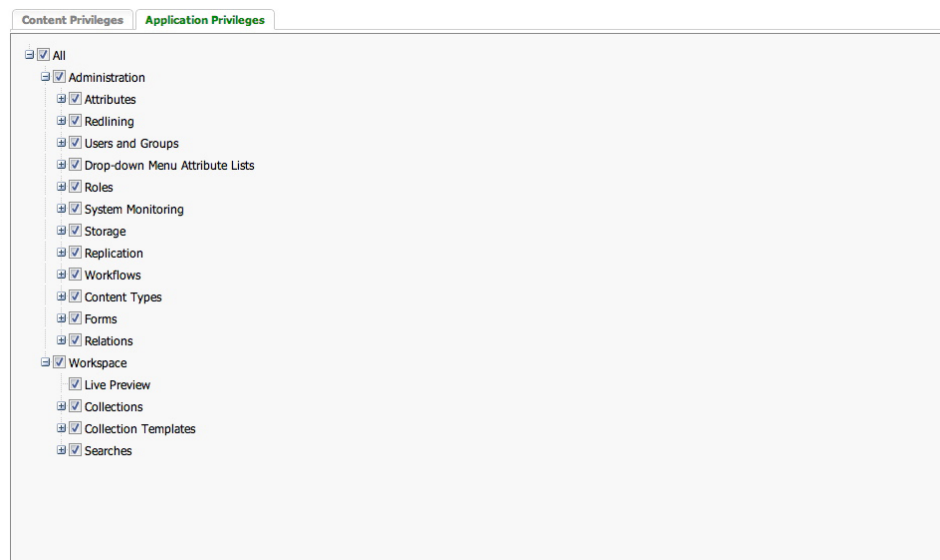 Content Privileges Application Privileges
All
Administration
Attributes
Redlining
Users and Groups
Drop-down Menu Attribute Lists
Roles
System Monitoring
Storage
Replication
Workflows
Content Types
Forms
Relations
Workspace
Live Preview
Collections
Collection Templates
Searches